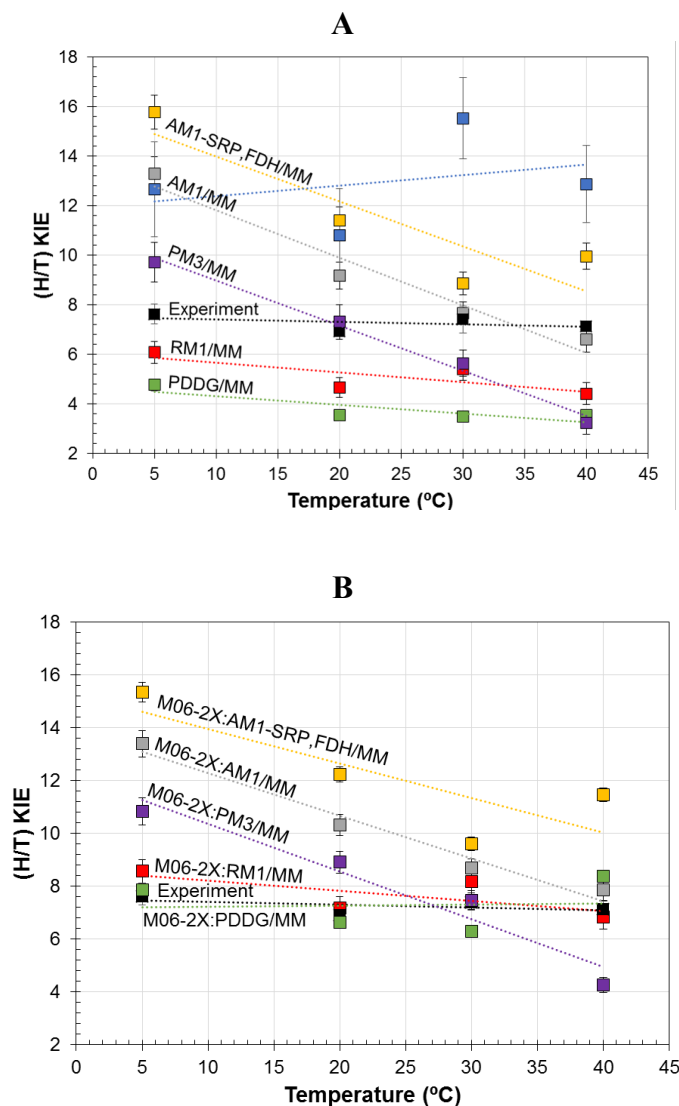 A
18
16
14
12
10
8
6
4
2
(H/T) KIE
AM1-SRP,FDH/MM
AM1/MM
PM3/MM
Experiment
RM1/MM
PDDG/MM
0 5 10 15 20 25 30 35 40 45
Temperature (ºC)
B
18
16
14
12
10
8
6
4
2
(H/T) KIE
M06-2X:AM1-SRP,FDH/MM
M06-2X:AM1/MM
M06-2X:PM3/MM
M06-2X:RM1/MM
Experiment
M06-2X:PDDG/MM
0 5 10 15 20 25 30 35 40 45
Temperature (ºC)